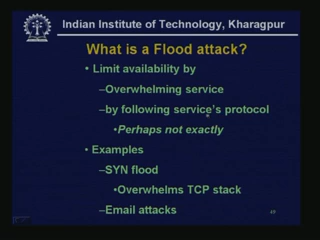 Indian Institute of Technology, Kharagpur
What is a Flood attack?
• Limit availability by
–Overwhelming service
–by following service's protocol
•Perhaps not exactly
• Examples
–SYN flood
•Overwhelms TCP stack
–Email attacks